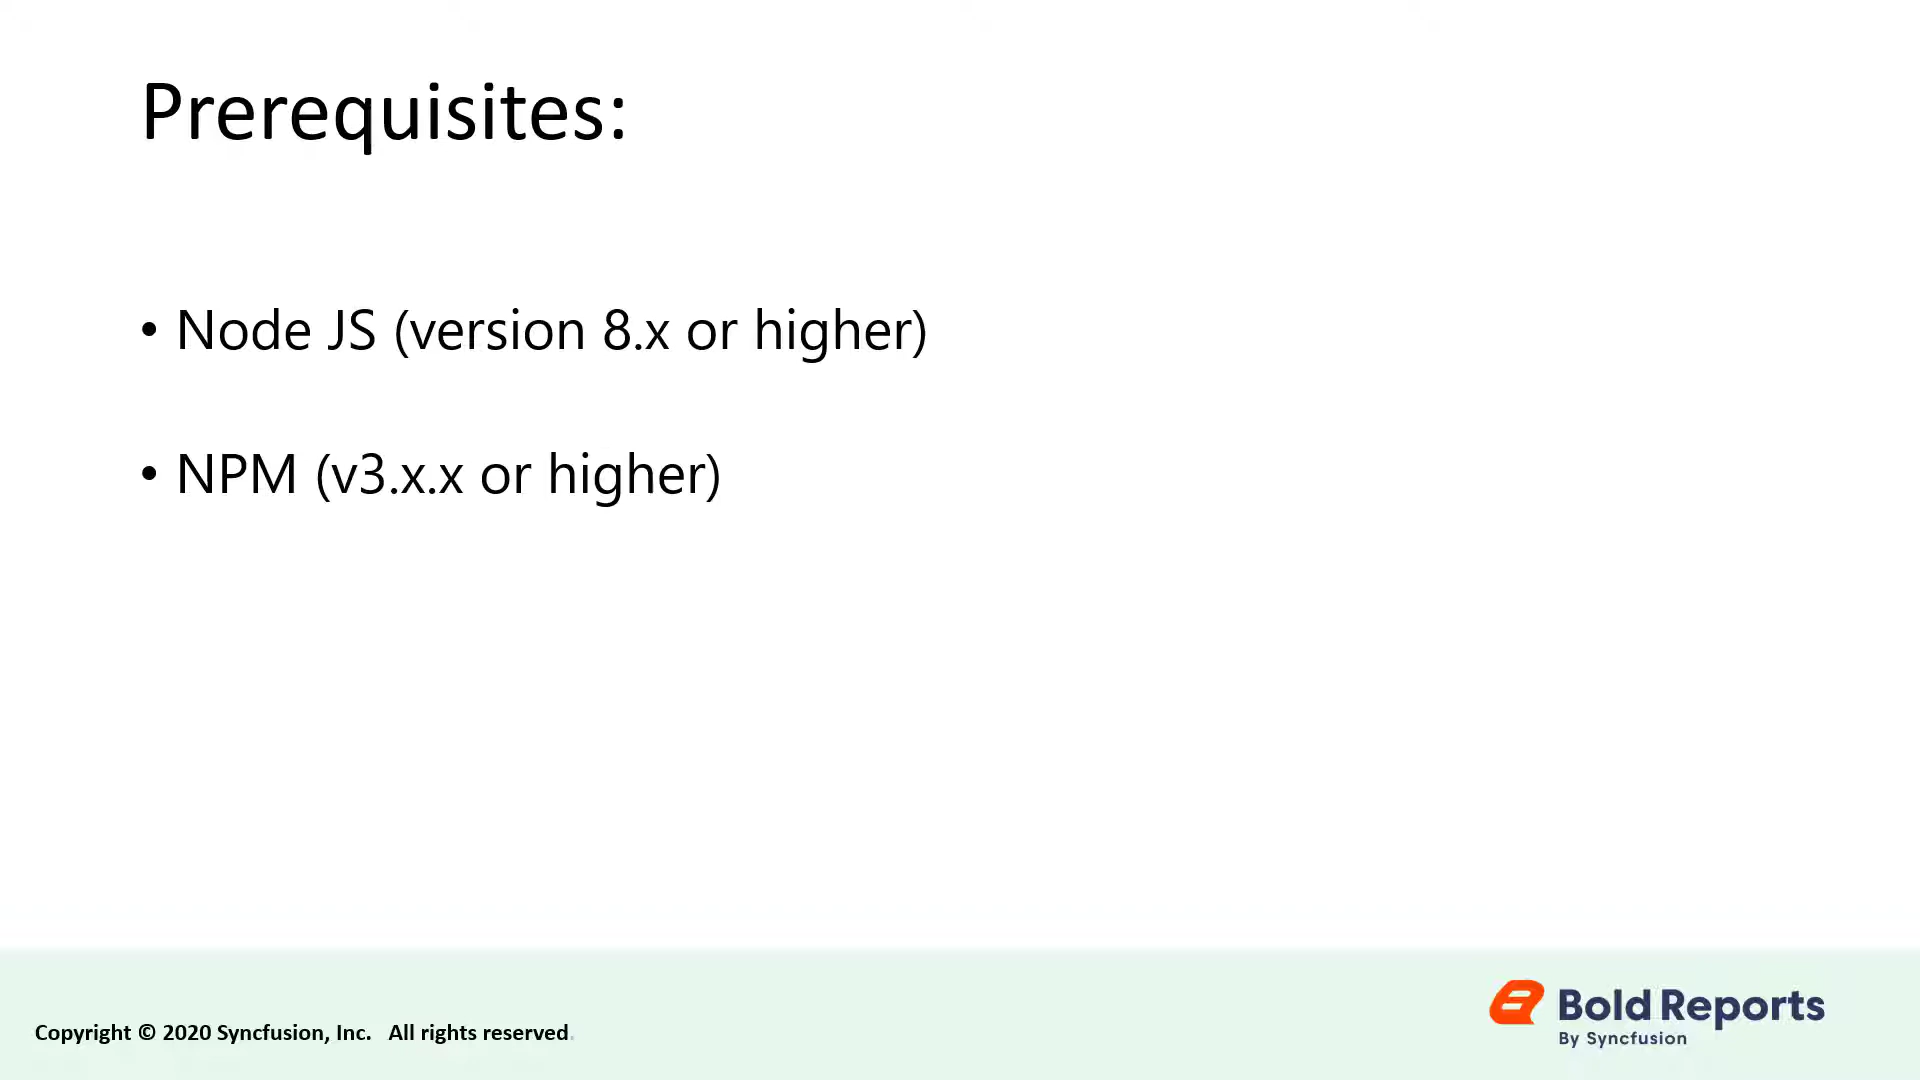 Prerequisites:
• Node JS (version 8.x or higher)
• NPM (v3.x.x or higher)
Copyright © 2020 Syncfusion, Inc. All rights reserved.
Bold Reports
By Syncfusion